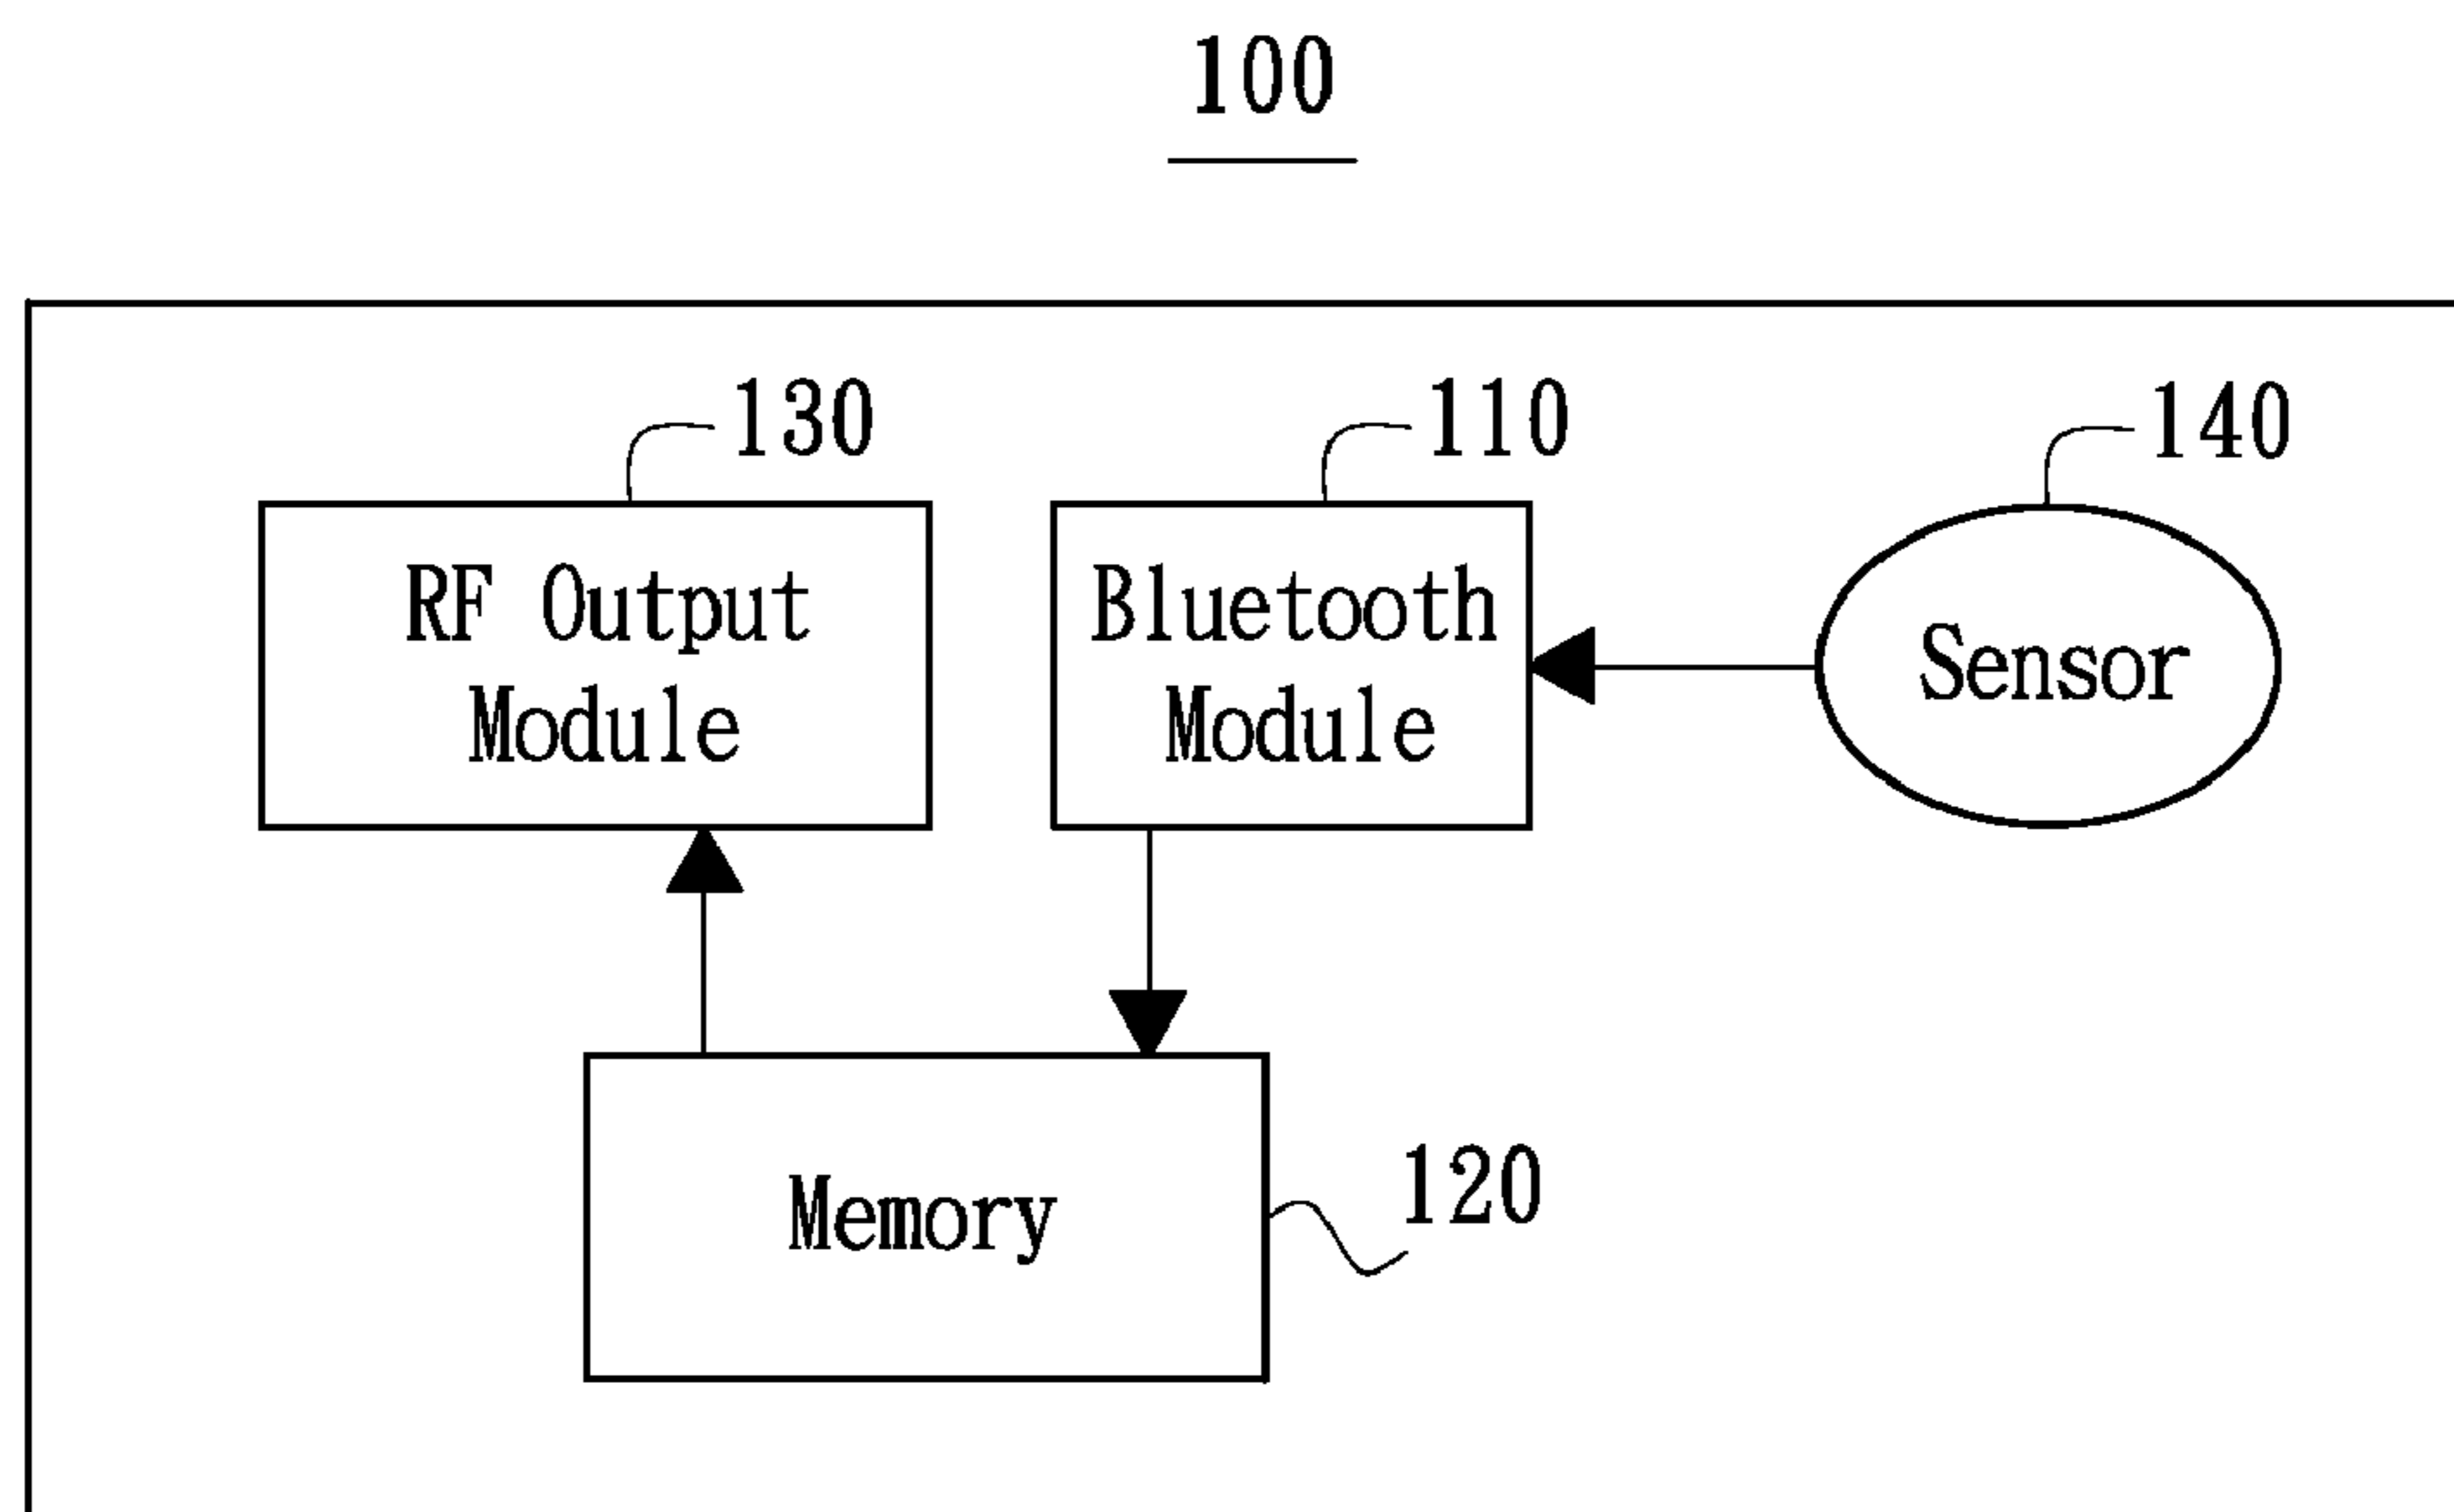 100
130
110
140
RF Output
Module
Bluetooth
Module
Sensor
Memory
120